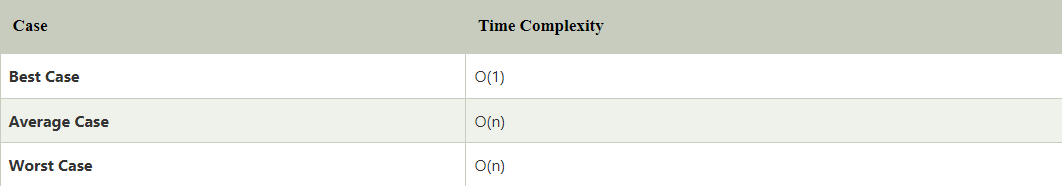 Case Time Complexity
Best Case O(1)
Average Case O(n)
Worst Case O(n)